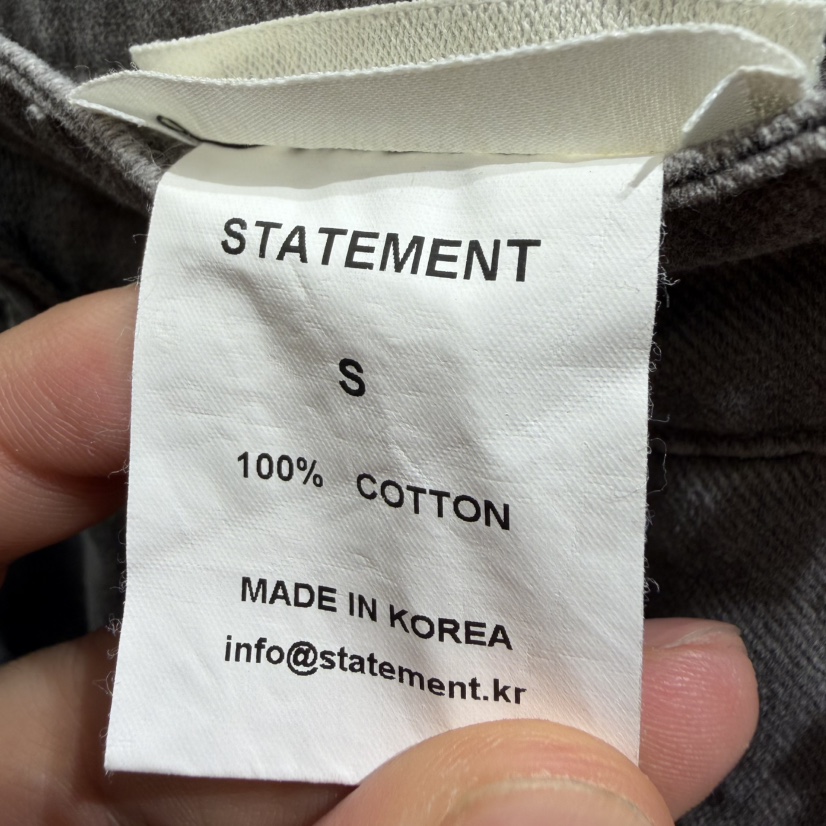 STATEMENT
S
100% COTTON
MADE IN KOREA
info@statement.kr